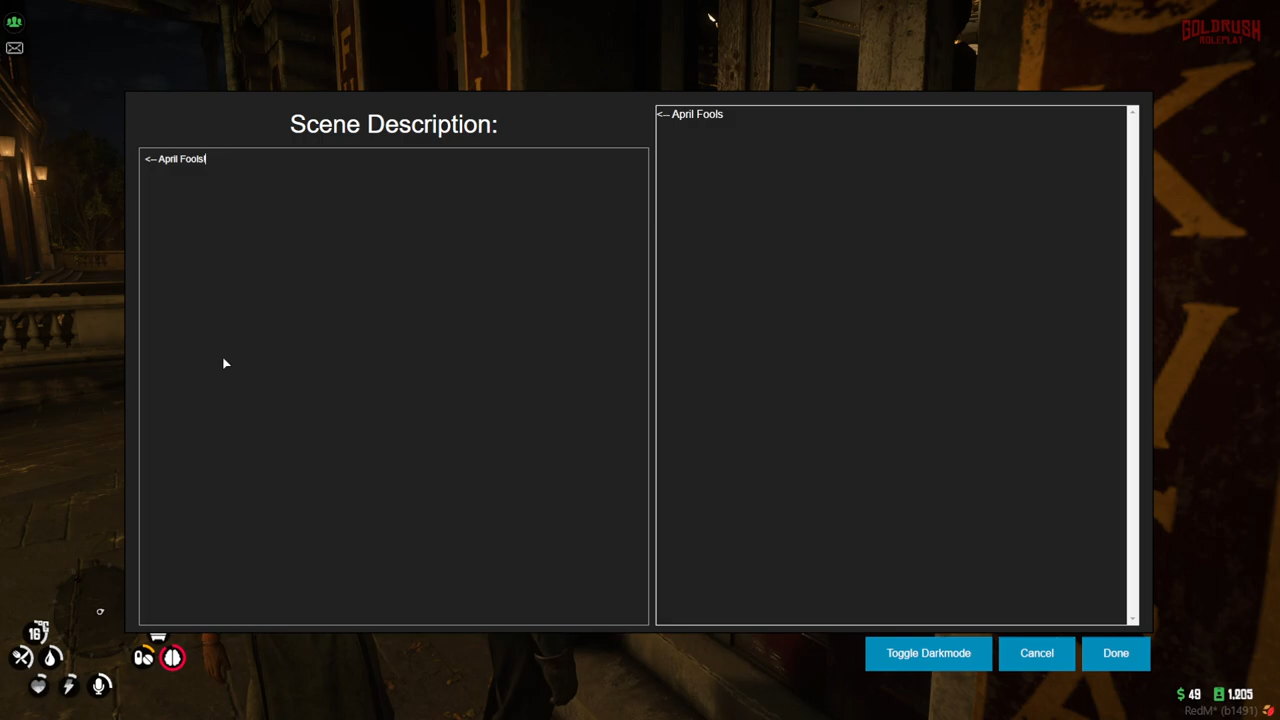 GOLDRUSH
ROLEPLAY
Scene Description:
<-- April Fools!
<-- April Fools
Toggle Darkmode
Cancel
Done
16°C
$ 49
1.205
RedM* (b1491)